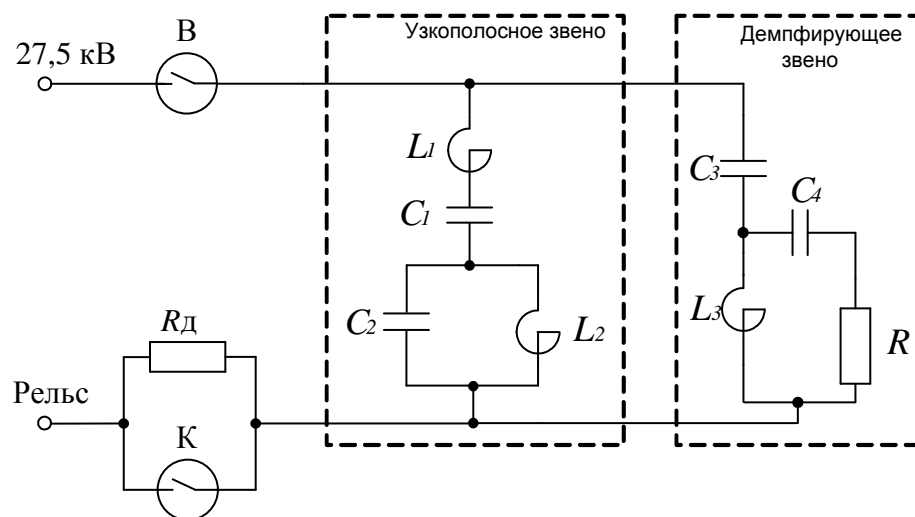 Узкополосное звено
Демпфирующее
звено
27,5 кВ
В
L1
C1
C2
L2
C3
C4
L3
R
Rд
Рельс
К